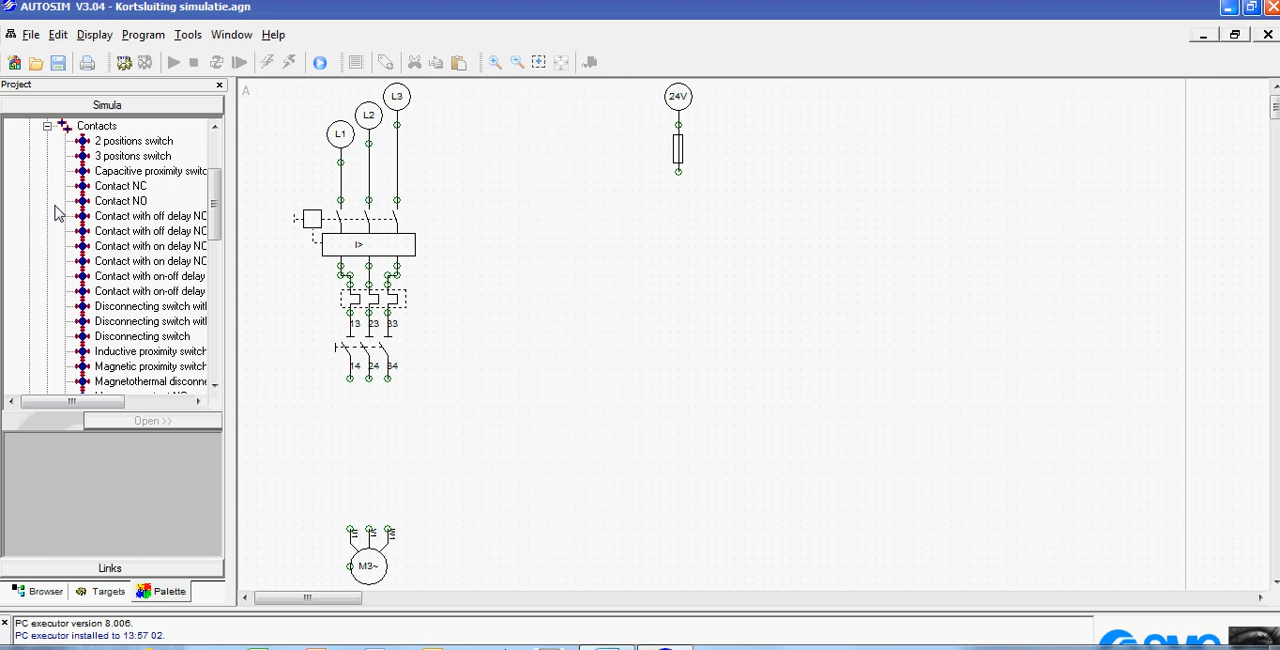 AUTOSIM V3.04 - Kortsluiting simulatie.agn
File Edit Display Program Tools Window Help
Project
Simula
Contacts
2 positions switch
3 positons switch
Capacitive proximity switc
Contact NC
Contact NO
Contact with off delay NC
Contact with off delay NC
Contact with on delay NC
Contact with on delay NC
Contact with on-off delay
Contact with on-off delay
Disconnecting switch wit
Disconnecting switch wit
Disconnecting switch
Inductive proximity switch
Magnetic proximity switch
Magnetothermal disconne
Open >>
Links
Browser Targets Palette
A
L3
L2
L1
24V
I>
13 23 33
14 24 34
M3~
PC executor version 8.006.
PC executor installed to 13:57 02.